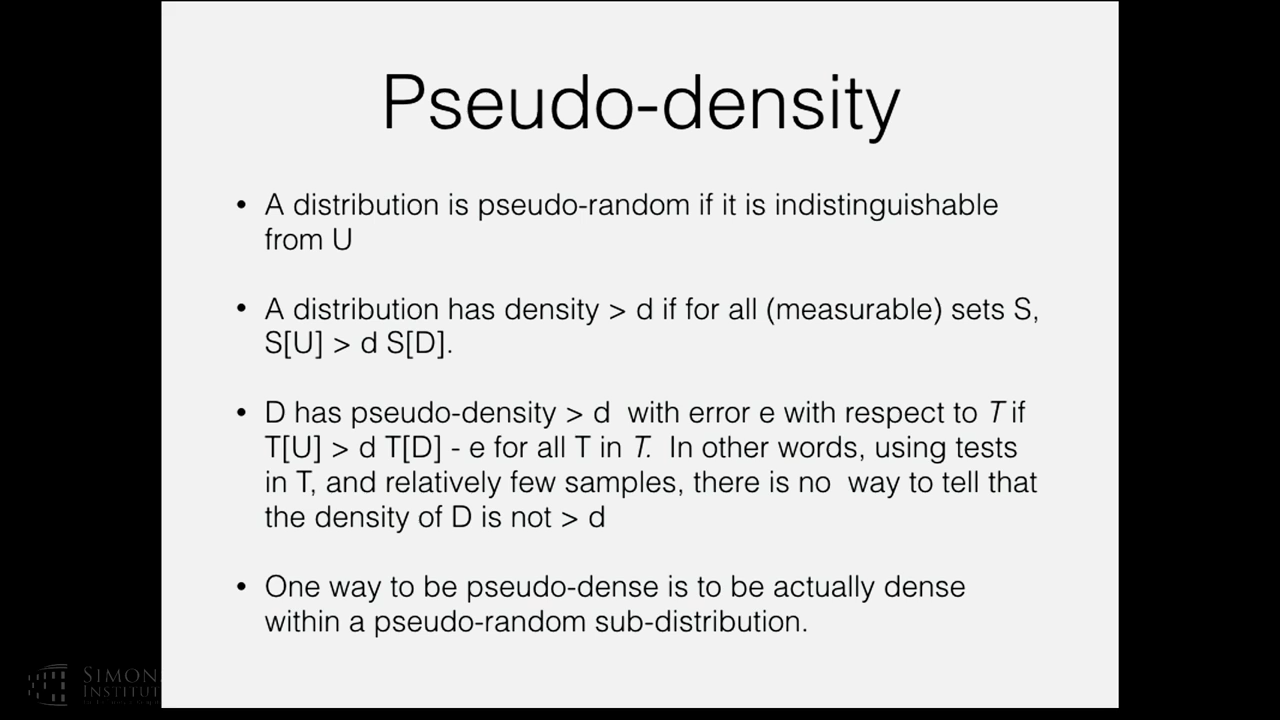 Pseudo-density
• A distribution is pseudo-random if it is indistinguishable
from U
• A distribution has density > d if for all (measurable) sets S,
S[U] > d S[D].
• D has pseudo-density > d with error e with respect to T if
T[U] > d T[D] - e for all T in T. In other words, using tests
in T, and relatively few samples, there is no way to tell that
the density of D is not > d
• One way to be pseudo-dense is to be actually dense
within a pseudo-random sub-distribution.